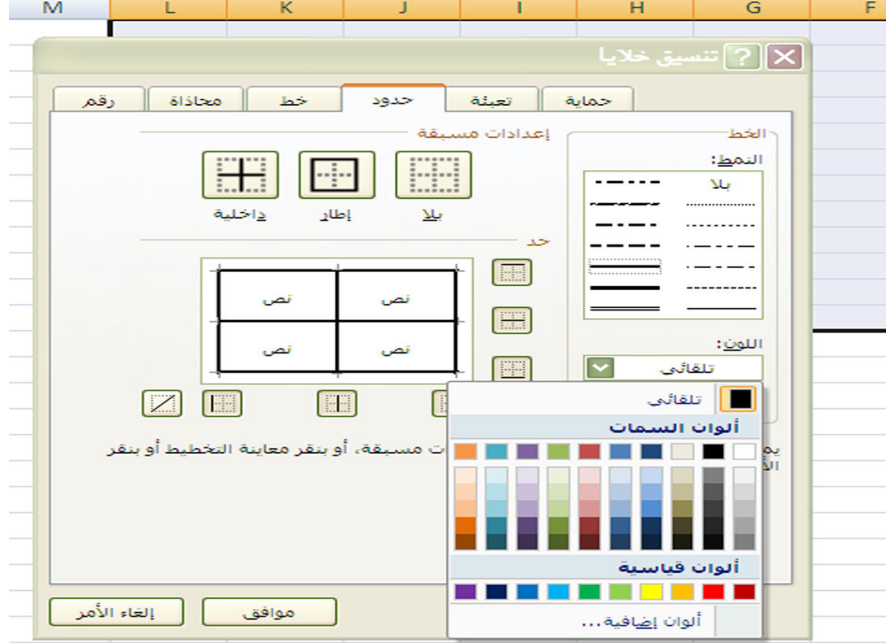 M L K J I H G F
تنسيق خلايا
رقم محاذاة خط حدود تعبئة حماية
الخط
النمط:
بلا
إعدادات مسبقة
بلا إطار داخلية
حد
نص نص
نص نص
اللون:
تلقائي
تلقائي
ألوان السمات
ألوان قياسية
ألوان إضافية...
ت مسبقة، أو بنقر معاينة التخطيط أو بنقر
موافق
إلغاء الأمر